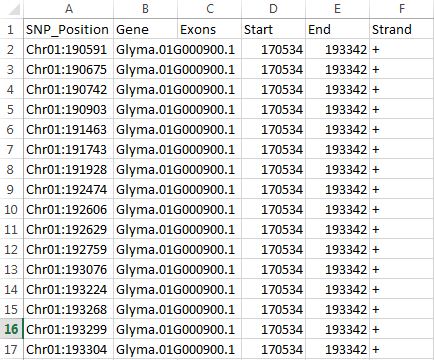 A B C D E F
1 SNP_Position Gene Exons Start End Strand
2 Chr01:190591 Glyma.01G000900.1 170534 193342 +
3 Chr01:190675 Glyma.01G000900.1 170534 193342 +
4 Chr01:190742 Glyma.01G000900.1 170534 193342 +
5 Chr01:190903 Glyma.01G000900.1 170534 193342 +
6 Chr01:191463 Glyma.01G000900.1 170534 193342 +
7 Chr01:191743 Glyma.01G000900.1 170534 193342 +
8 Chr01:191928 Glyma.01G000900.1 170534 193342 +
9 Chr01:192474 Glyma.01G000900.1 170534 193342 +
10 Chr01:192606 Glyma.01G000900.1 170534 193342 +
11 Chr01:192629 Glyma.01G000900.1 170534 193342 +
12 Chr01:192759 Glyma.01G000900.1 170534 193342 +
13 Chr01:193076 Glyma.01G000900.1 170534 193342 +
14 Chr01:193224 Glyma.01G000900.1 170534 193342 +
15 Chr01:193268 Glyma.01G000900.1 170534 193342 +
16 Chr01:193299 Glyma.01G000900.1 170534 193342 +
17 Chr01:193304 Glyma.01G000900.1 170534 193342 +